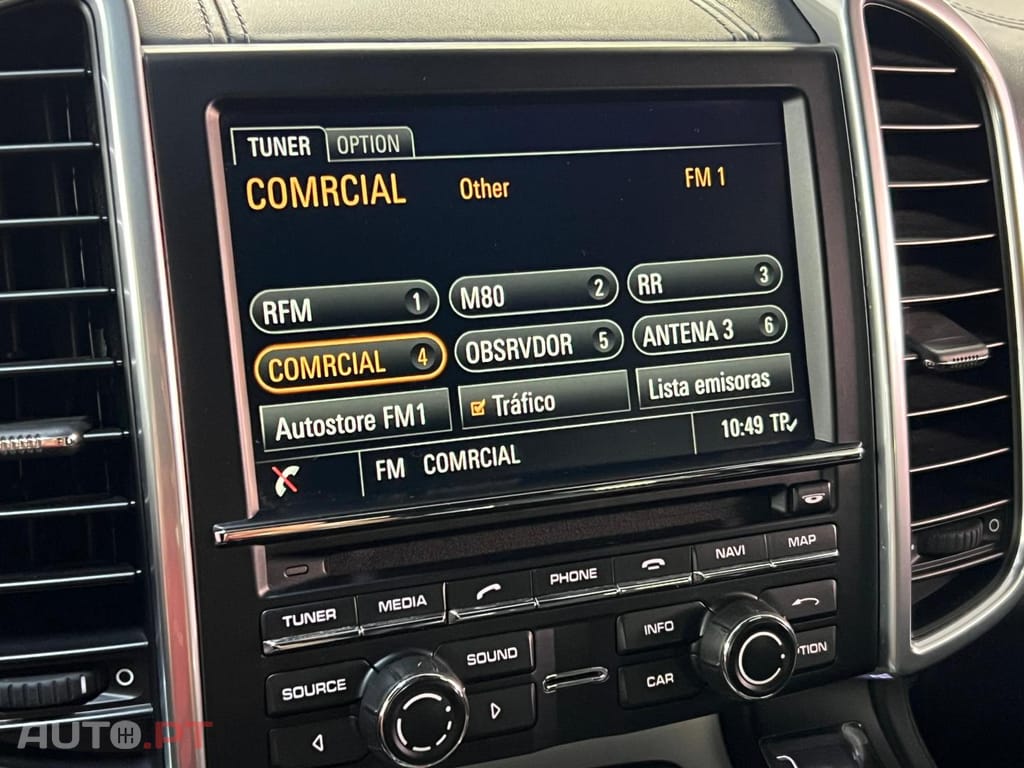 TUNER OPTION
COMRCIAL Other FM 1
RFM 1 M80 2 RR 3
COMRCIAL 4 OBSRVDOR 5 ANTENA 3 6
Autostore FM1 Tráfico Lista emisoras
FM COMRCIAL 10:49 TP
TUNER MEDIA PHONE NAVI MAP
SOURCE SOUND INFO
CAR
AUTO.PT